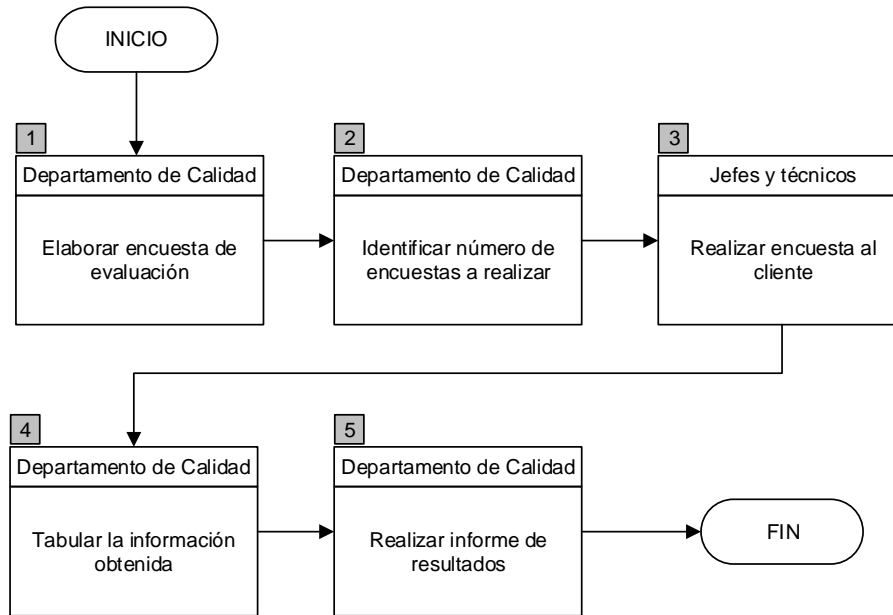 INICIO
1
Departamento de Calidad
Elaborar encuesta de
evaluación
2
Departamento de Calidad
Identificar número de
encuestas a realizar
3
Jefes y técnicos
Realizar encuesta al
cliente
4
Departamento de Calidad
Tabular la información
obtenida
5
Departamento de Calidad
Realizar informe de
resultados
FIN